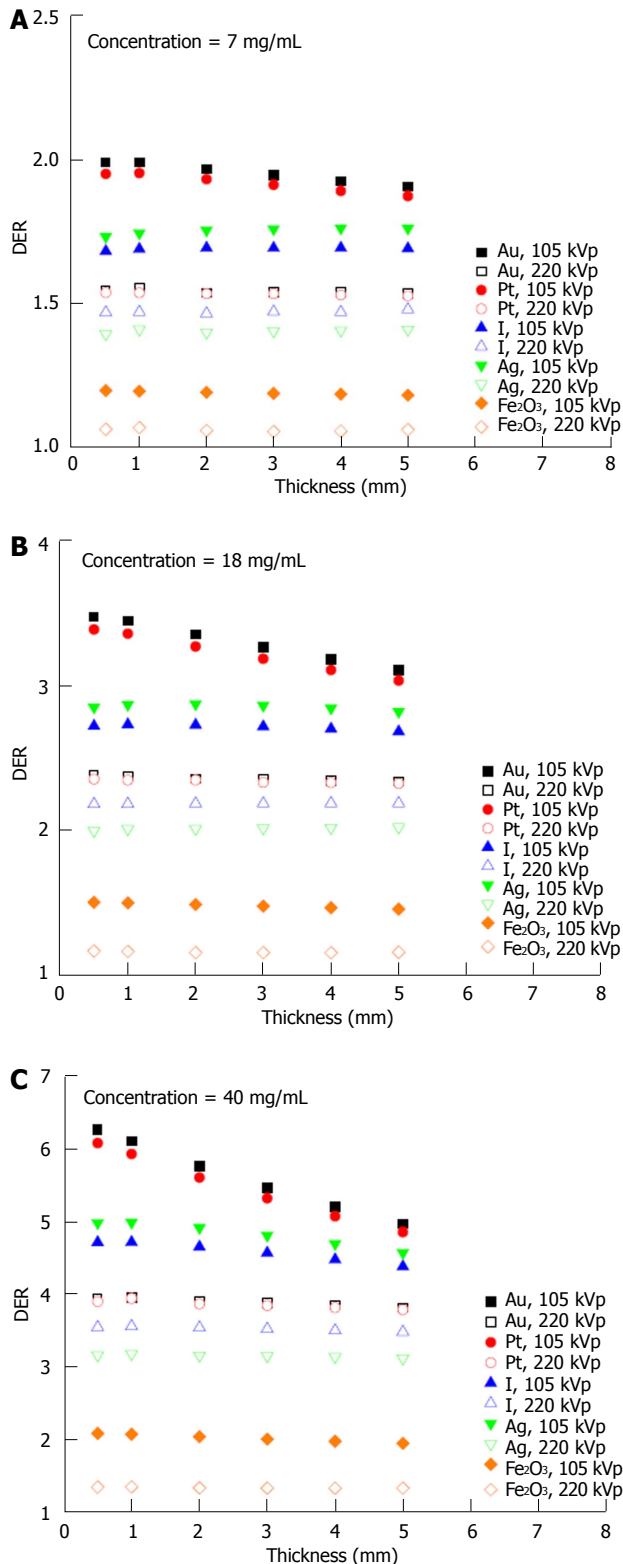 A
Concentration = 7 mg/mL
2.5
2.0
1.5
1.0
DER
0 1 2 3 4 5 6 7 8
Thickness (mm)
Au, 105 kVp
Au, 220 kVp
Pt, 105 kVp
Pt, 220 kVp
I, 105 kVp
I, 220 kVp
Ag, 105 kVp
Ag, 220 kVp
Fe₂O₃, 105 kVp
Fe₂O₃, 220 kVp
B
Concentration = 18 mg/mL
4
3
2
1
DER
0 1 2 3 4 5 6 7 8
Thickness (mm)
Au, 105 kVp
Au, 220 kVp
Pt, 105 kVp
Pt, 220 kVp
I, 105 kVp
I, 220 kVp
Ag, 105 kVp
Ag, 220 kVp
Fe₂O₃, 105 kVp
Fe₂O₃, 220 kVp
C
Concentration = 40 mg/mL
7
6
5
4
3
2
1
DER
0 1 2 3 4 5 6 7 8
Thickness (mm)
Au, 105 kVp
Au, 220 kVp
Pt, 105 kVp
Pt, 220 kVp
I, 105 kVp
I, 220 kVp
Ag, 105 kVp
Ag, 220 kVp
Fe₂O₃, 105 kVp
Fe₂O₃, 220 kVp